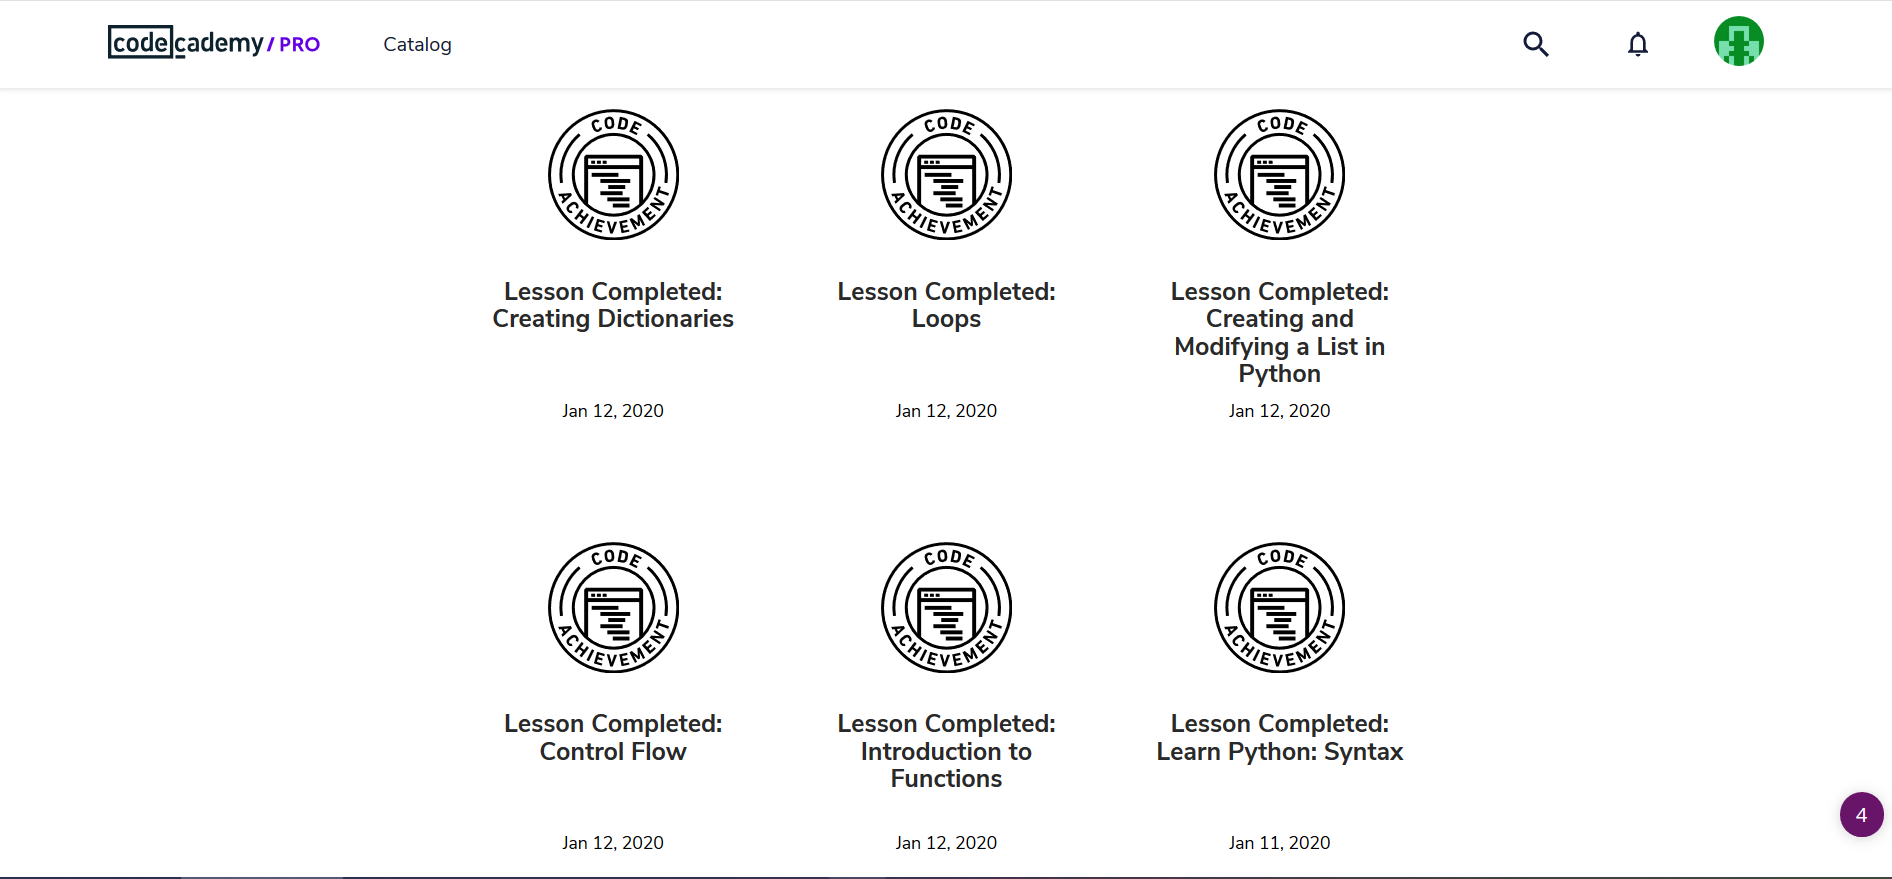 codecademy/PRO Catalog
CODE ACHIEVEMENT CODE ACHIEVEMENT CODE ACHIEVEMENT
Lesson Completed:
Creating Dictionaries
Jan 12, 2020
Lesson Completed:
Loops
Jan 12, 2020
Lesson Completed:
Creating and
Modifying a List in
Python
Jan 12, 2020
CODE ACHIEVEMENT CODE ACHIEVEMENT CODE ACHIEVEMENT
Lesson Completed:
Control Flow
Jan 12, 2020
Lesson Completed:
Introduction to
Functions
Jan 12, 2020
Lesson Completed:
Learn Python: Syntax
Jan 11, 2020
4